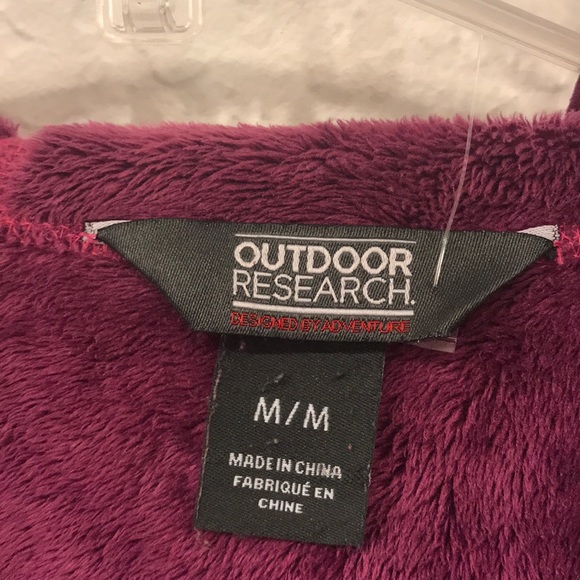 OUTDOOR
RESEARCH.
DESIGNED BY ADVENTURE
M/M
MADE IN CHINA
FABRIQUÉ EN
CHINE